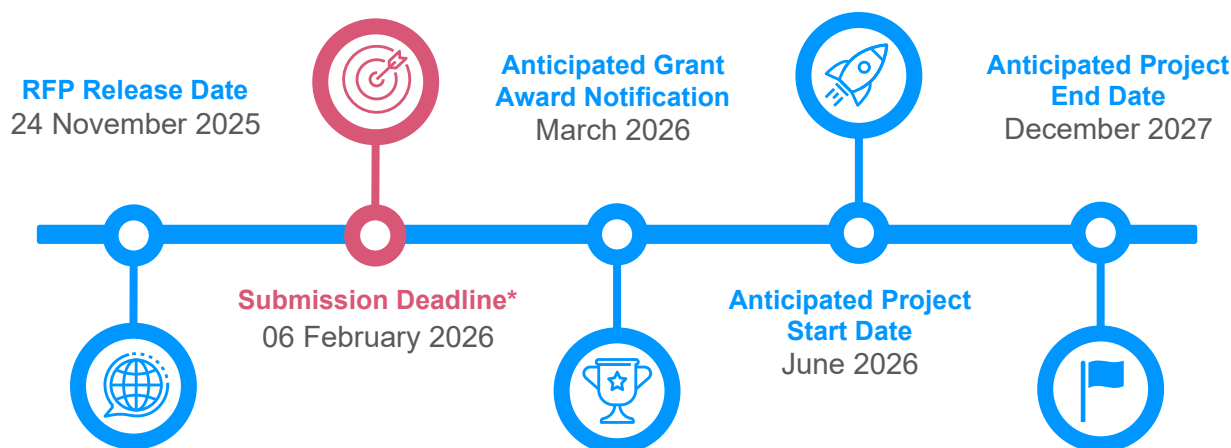 RFP Release Date
24 November 2025
Submission Deadline*
06 February 2026
Anticipated Grant
Award Notification
March 2026
Anticipated Project
Start Date
June 2026
Anticipated Project
End Date
December 2027